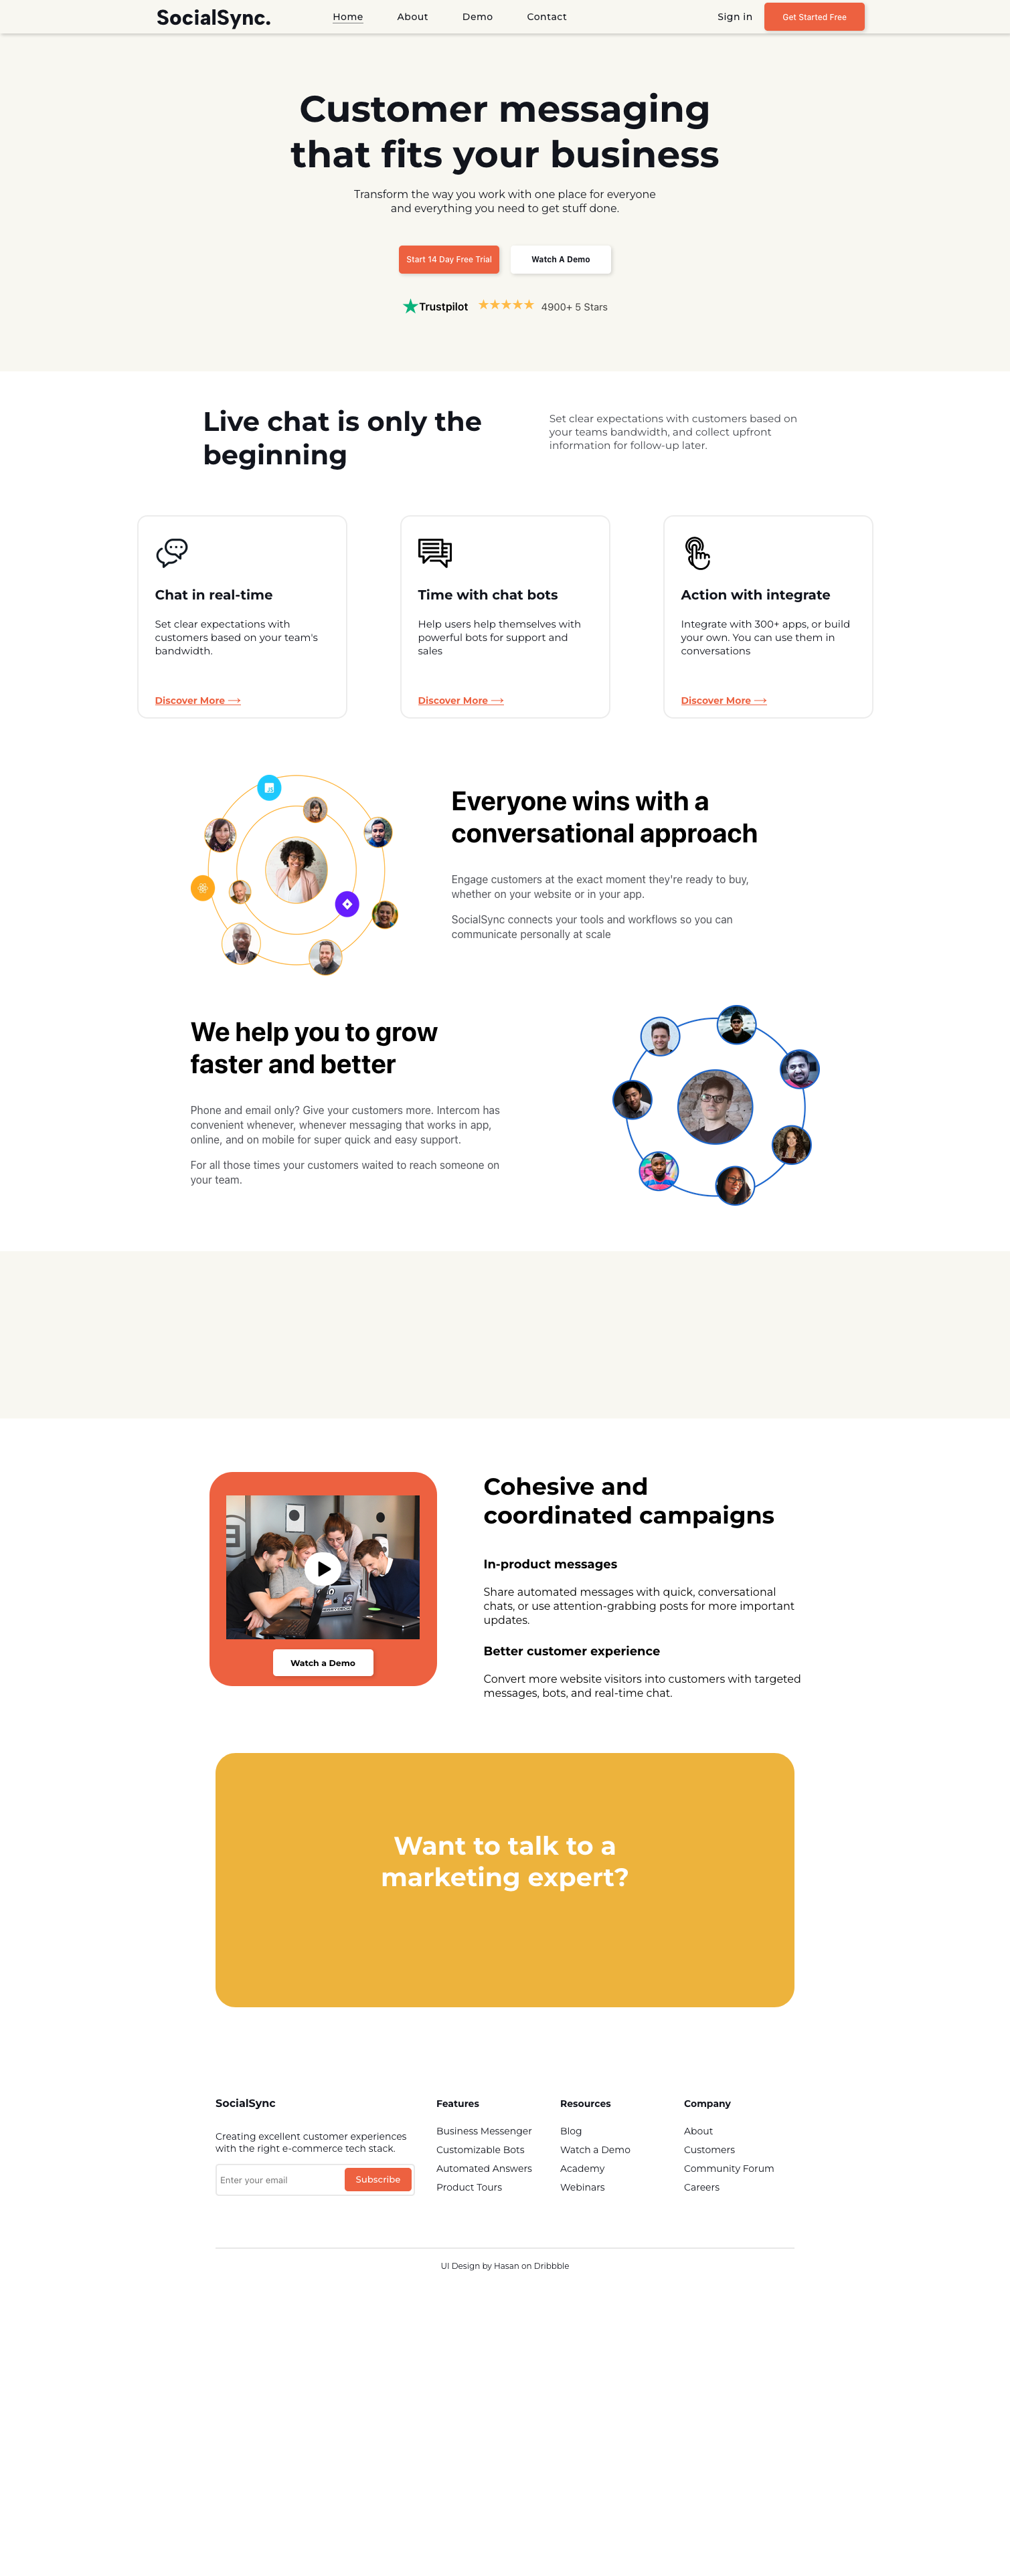 SocialSync.
Home
About
Demo
Contact
Sign in
Get Started Free
Customer messaging
that fits your business
Transform the way you work with one place for everyone
and everything you need to get stuff done.
Start 14 Day Free Trial
Watch A Demo
Trustpilot
4900+ 5 Stars
Live chat is only the
beginning
Set clear expectations with customers based on
your teams bandwidth, and collect upfront
information for follow-up later.
Chat in real-time
Set clear expectations with
customers based on your team's
bandwidth.
Discover More ⟶
Time with chat bots
Help users help themselves with
powerful bots for support and
sales
Discover More ⟶
Action with integrate
Integrate with 300+ apps, or build
your own. You can use them in
conversations
Discover More ⟶
Everyone wins with a
conversational approach
Engage customers at the exact moment they're ready to buy,
whether on your website or in your app.
SocialSync connects your tools and workflows so you can
communicate personally at scale
We help you to grow
faster and better
Phone and email only? Give your customers more. Intercom has
convenient whenever, whenever messaging that works in app,
online, and on mobile for super quick and easy support.
For all those times your customers waited to reach someone on
your team.
Watch a Demo
Cohesive and
coordinated campaigns
In-product messages
Share automated messages with quick, conversational
chats, or use attention-grabbing posts for more important
updates.
Better customer experience
Convert more website visitors into customers with targeted
messages, bots, and real-time chat.
Want to talk to a
marketing expert?
SocialSync
Creating excellent customer experiences
with the right e-commerce tech stack.
Enter your email
Subscribe
Features
Business Messenger
Customizable Bots
Automated Answers
Product Tours
Resources
Blog
Watch a Demo
Academy
Webinars
Company
About
Customers
Community Forum
Careers
UI Design by Hasan on Dribbble